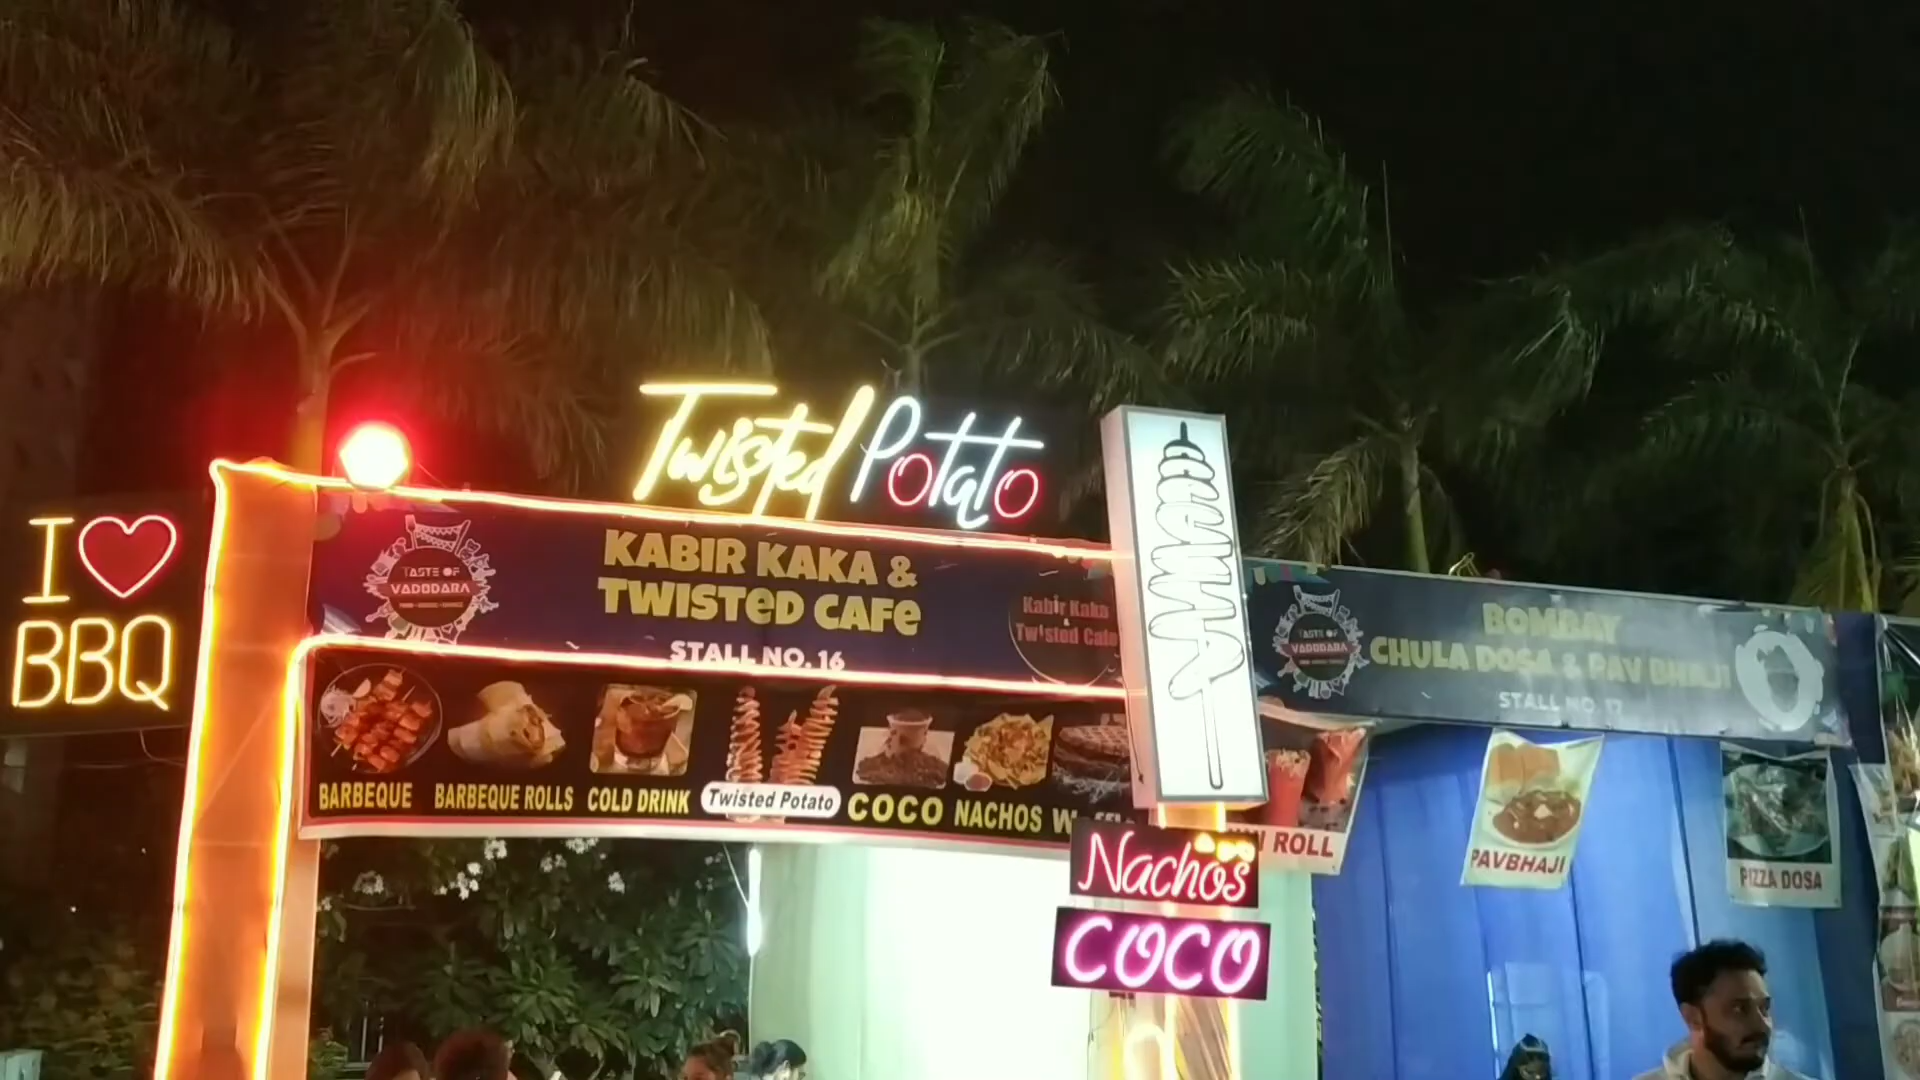 Twisted Potato
I
BBQ
TASTE OF
VADODARA
KABIR KAKA &
TWISTED CAFE
STALL NO. 16
Kabir Kaka
&
Twisted Cafe
BARBEQUE
BARBEQUE ROLLS
COLD DRINK
Twisted Potato
COCO
NACHOS
Nachos
COCO
TASTE OF
VADODARA
BOMBAY
CHULA DOSA & PAV BHAJI
STALL NO. 17
ROLL
PAVBHAJI
PIZZA DOSA